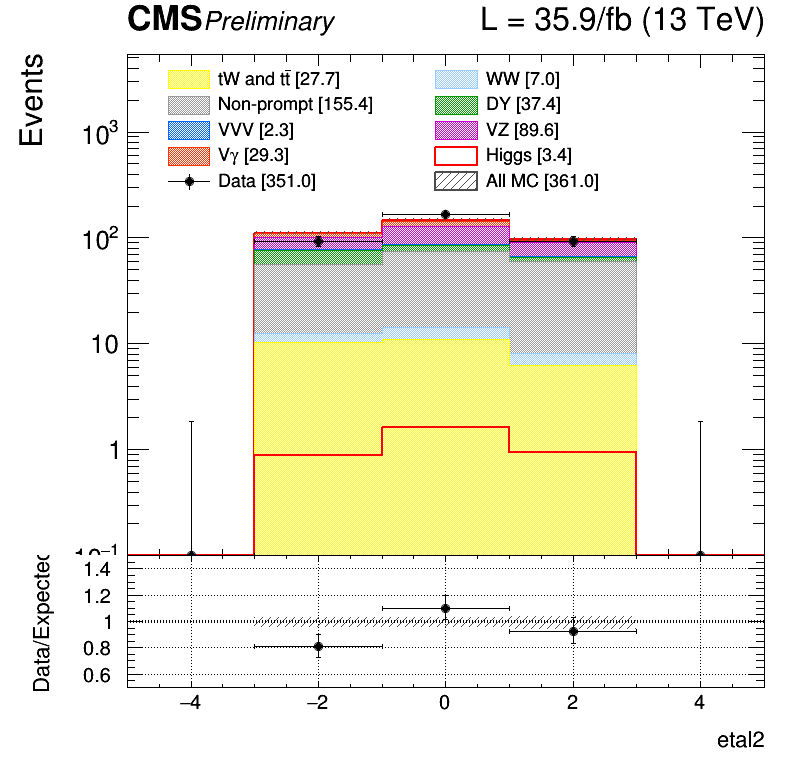 CMS Preliminary L = 35.9/fb (13 TeV)
Events
tW and tt̄ [27.7] WW [7.0]
Non-prompt [155.4] DY [37.4]
VVV [2.3] VZ [89.6]
Vγ [29.3] Higgs [3.4]
Data [351.0] All MC [361.0]
10³
10²
10
1
Data/Expected
1.4
1.2
1
0.8
0.6
−4 −2 0 2 4
etal2